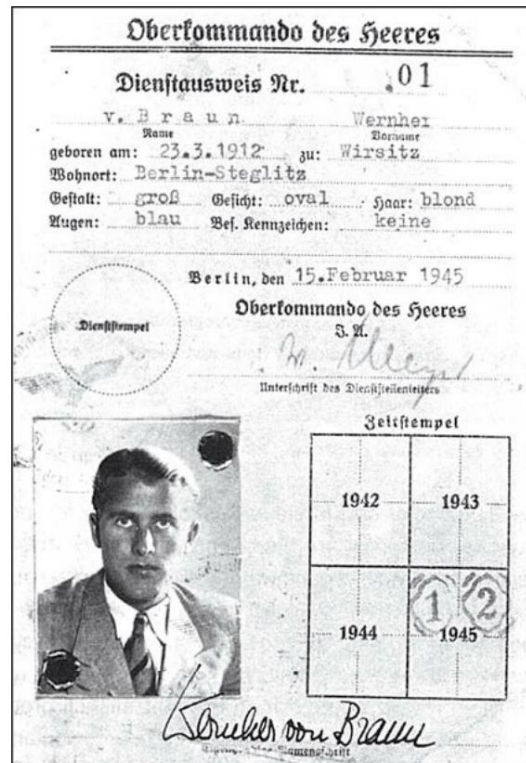 Oberkommando des Heeres
Dienstausweis Nr. .01
v. Braun Wernher
Name Vorname
geboren am: 23.3.1912 zu: Wirsitz
Wohnort: Berlin-Steglitz
Gestalt: groß Gesicht: oval Haar: blond
Augen: blau Bes. Kennzeichen: keine
Berlin, den 15.Februar 1945
Oberkommando des Heeres
J. A.
Dienststempel
Unterschrift des Dienststellenleiters
Zeitstempel
1942 1943
1 2
1944 1945
Wernher von Braun